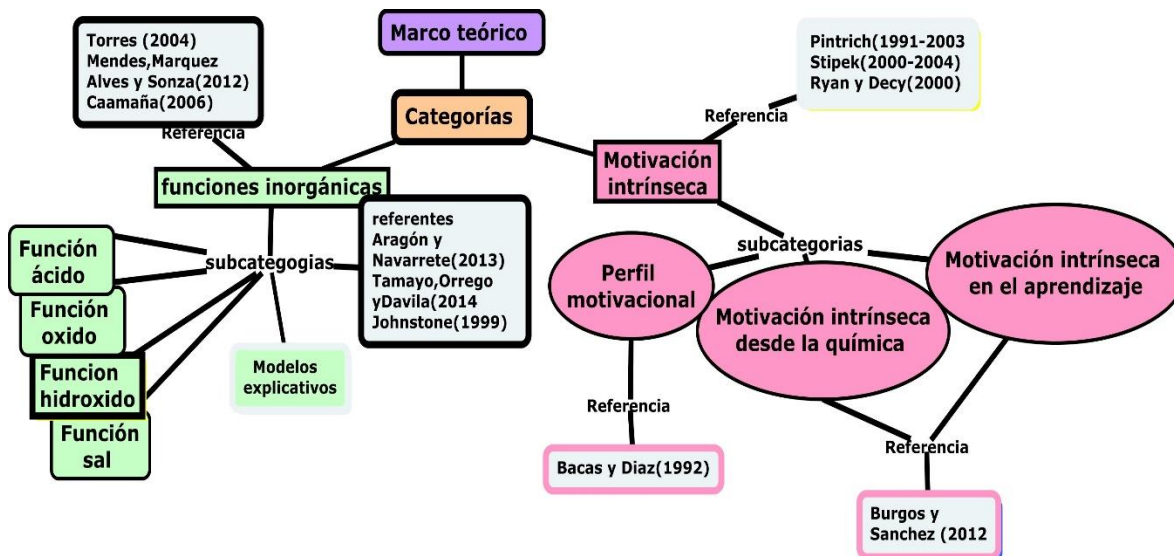 Marco teórico
Categorías
Torres (2004)
Mendes,Marquez
Alves y Sonza(2012)
Caamaña(2006)
Referencia
funciones inorgánicas
subcategogias
Función
ácido
Función
oxido
Funcion
hidroxido
Función
sal
Modelos
explicativos
referentes
Aragón y
Navarrete(2013)
Tamayo,Orrego
yDavila(2014
Johnstone(1999)
Pintrich(1991-2003
Stipek(2000-2004)
Ryan y Decy(2000)
Referencia
Motivación
intrínseca
subcategorias
Perfil
motivacional
Motivación intrínseca
desde la química
Motivación intrínseca
en el aprendizaje
Referencia
Bacas y Diaz(1992)
Referencia
Burgos y
Sanchez (2012